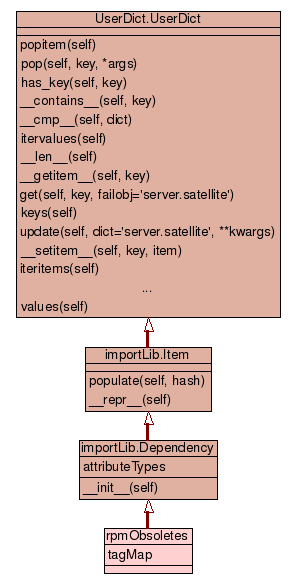 UserDict.UserDict
popitem(self)
pop(self, key, *args)
has_key(self, key)
__contains__(self, key)
__cmp__(self, dict)
itervalues(self)
__len__(self)
__getitem__(self, key)
get(self, key, failobj='server.satellite')
keys(self)
update(self, dict='server.satellite', **kwargs)
__setitem__(self, key, item)
iteritems(self)
...
values(self)
importLib.Item
populate(self, hash)
__repr__(self)
importLib.Dependency
attributeTypes
__init__(self)
rpmObsoletes
tagMap